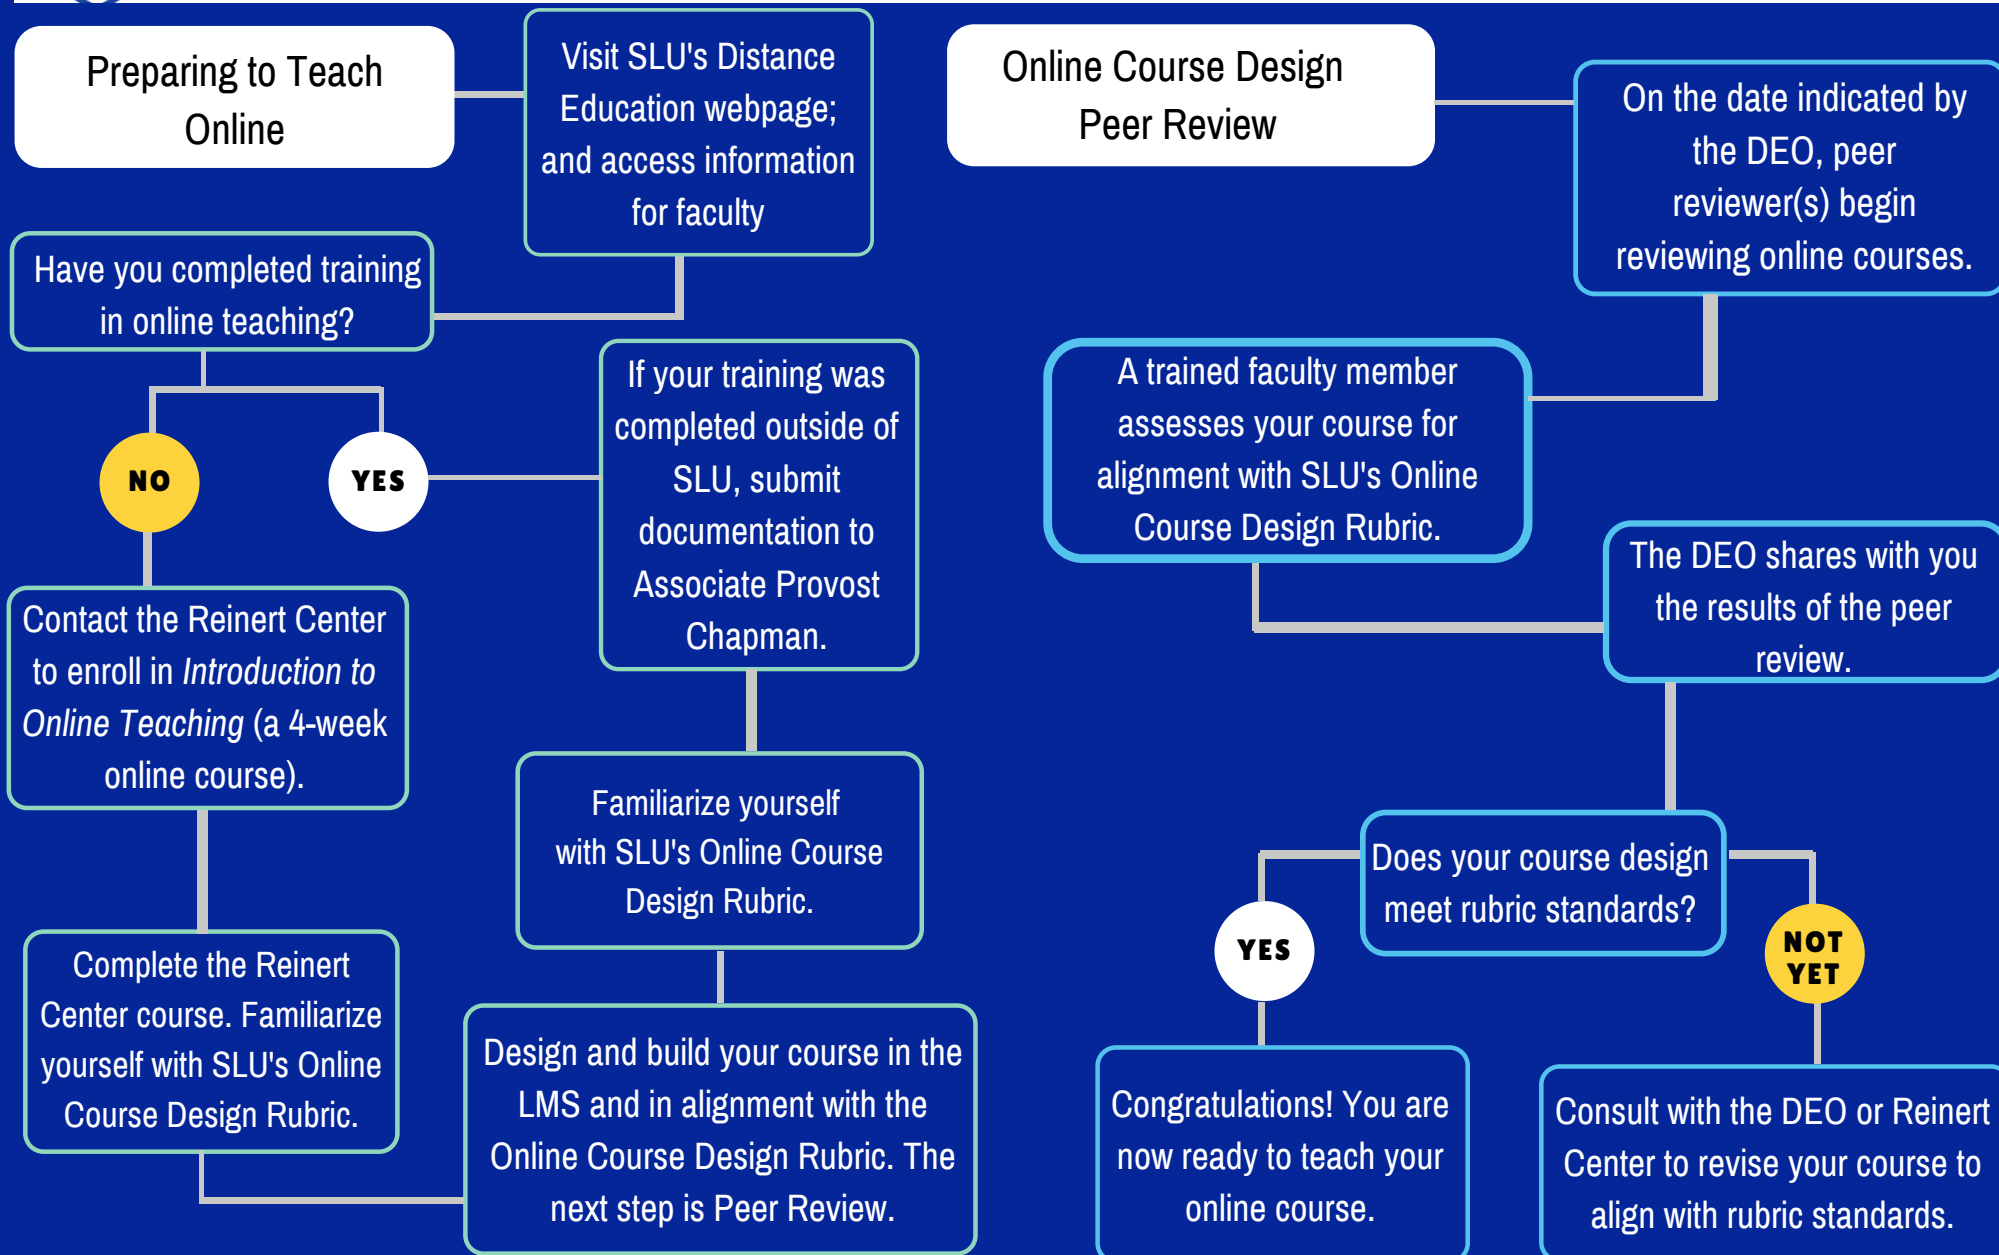 Preparing to Teach
Online
Visit SLU's Distance
Education webpage;
and access information
for faculty
Have you completed training
in online teaching?
NO
YES
If your training was
completed outside of
SLU, submit
documentation to
Associate Provost
Chapman.
Contact the Reinert Center
to enroll in Introduction to
Online Teaching (a 4-week
online course).
Familiarize yourself
with SLU's Online Course
Design Rubric.
Complete the Reinert
Center course. Familiarize
yourself with SLU's Online
Course Design Rubric.
Design and build your course in the
LMS and in alignment with the
Online Course Design Rubric. The
next step is Peer Review.
Online Course Design
Peer Review
On the date indicated by
the DEO, peer
reviewer(s) begin
reviewing online courses.
A trained faculty member
assesses your course for
alignment with SLU's Online
Course Design Rubric.
The DEO shares with you
the results of the peer
review.
Does your course design
meet rubric standards?
YES
NOT
YET
Congratulations! You are
now ready to teach your
online course.
Consult with the DEO or Reinert
Center to revise your course to
align with rubric standards.